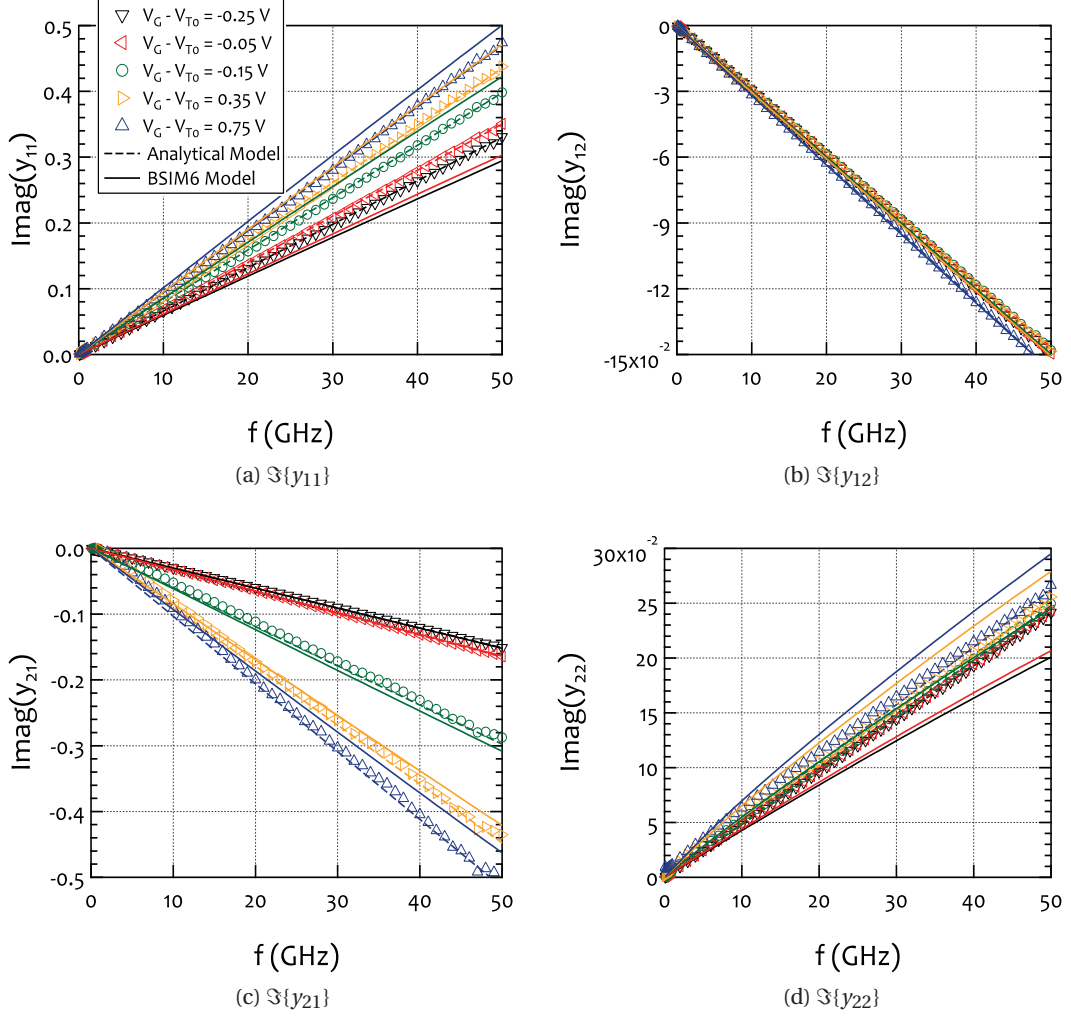 0.5
0.4
0.3
0.2
0.1
0.0
Imag(y11)
V_G - V_T0 = -0.25 V
V_G - V_T0 = -0.05 V
V_G - V_T0 = -0.15 V
V_G - V_T0 = 0.35 V
V_G - V_T0 = 0.75 V
Analytical Model
BSIM6 Model
0 10 20 30 40 50
f (GHz)
(a) ℑ{y11}
0
-3
-6
-9
-12
-15x10^-2
Imag(y12)
0 10 20 30 40 50
f (GHz)
(b) ℑ{y12}
0.0
-0.1
-0.2
-0.3
-0.4
-0.5
Imag(y21)
0 10 20 30 40 50
f (GHz)
(c) ℑ{y21}
30x10^-2
25
20
15
10
5
0
Imag(y22)
0 10 20 30 40 50
f (GHz)
(d) ℑ{y22}